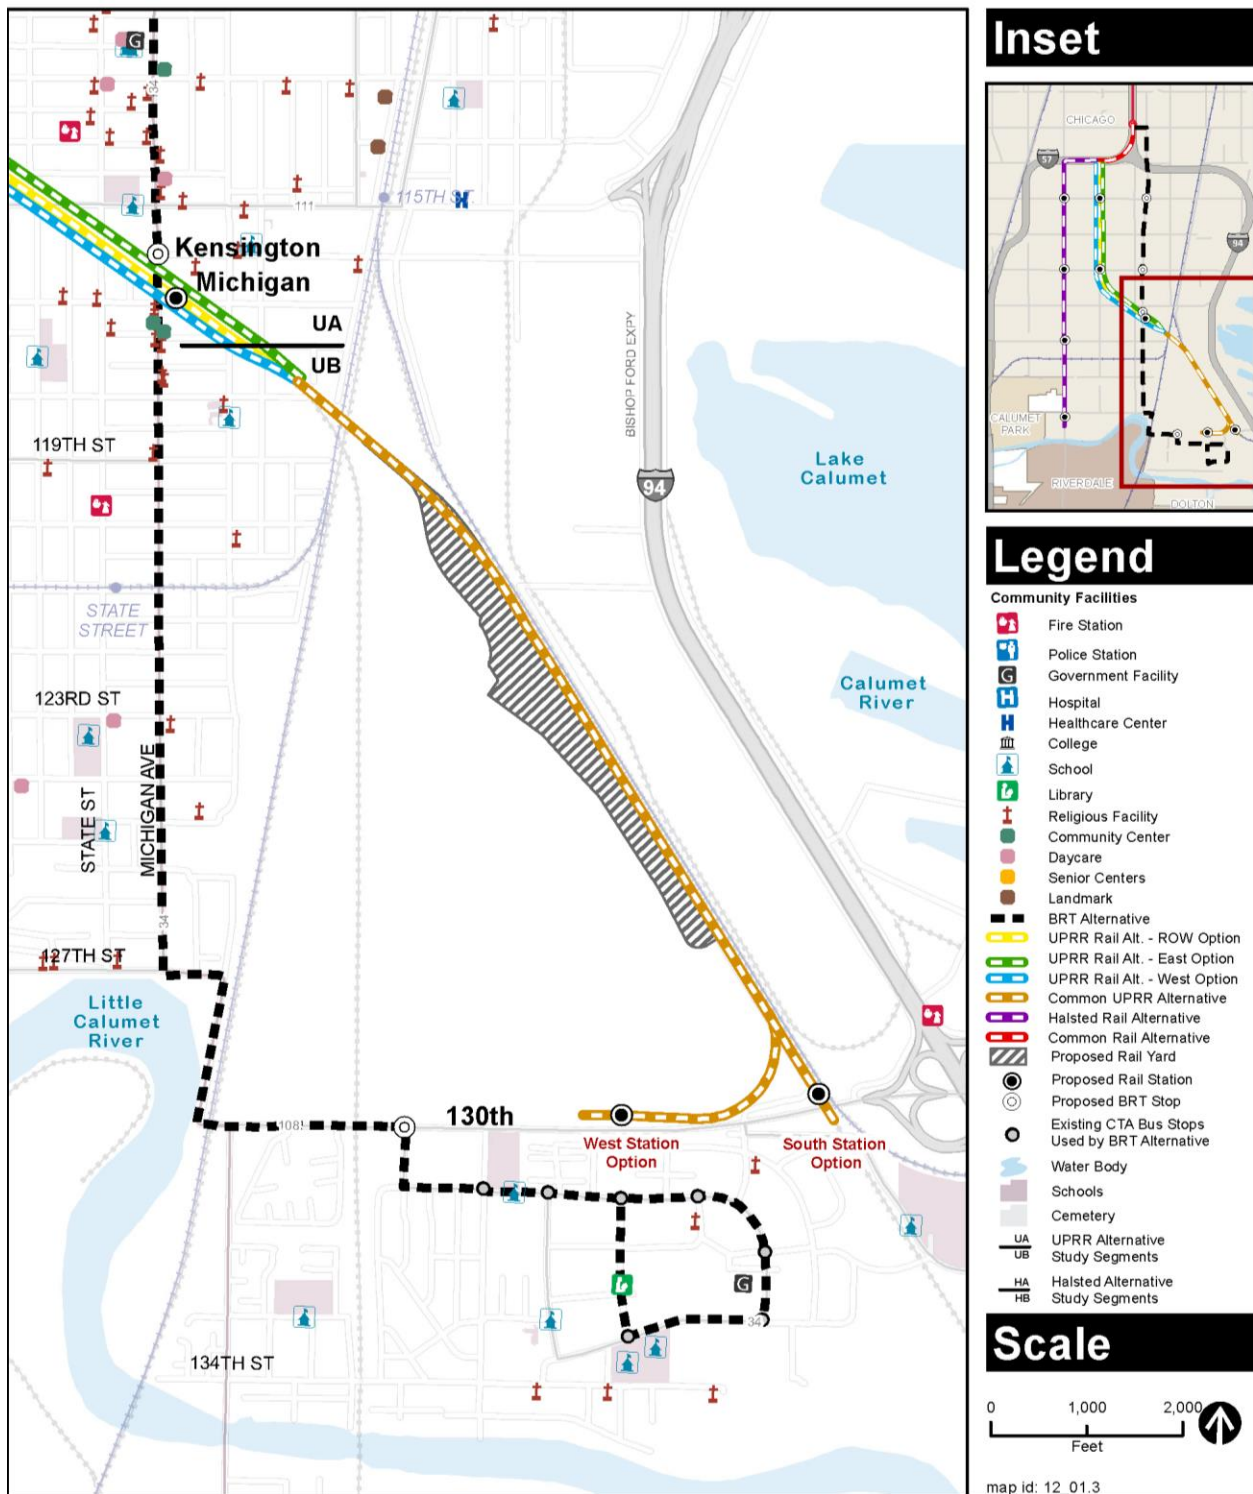 G
34
115TH ST.
111
Kensington
Michigan
UA
UB
BISHOP FORD EXPY
119TH ST
94
Lake
Calumet
STATE
STREET
123RD ST
Calumet
River
STATE ST
MICHIGAN AVE
34
127TH ST
Little
Calumet
River
130th
108
West Station
Option
South Station
Option
G
34
134TH ST
Inset
CHICAGO
57
94
CALUMET
PARK
RIVERDALE
DOLTON
Legend
Community Facilities
Fire Station
Police Station
G Government Facility
H Hospital
H Healthcare Center
College
School
Library
Religious Facility
Community Center
Daycare
Senior Centers
Landmark
BRT Alternative
UPRR Rail Alt. - ROW Option
UPRR Rail Alt. - East Option
UPRR Rail Alt. - West Option
Common UPRR Alternative
Halsted Rail Alternative
Common Rail Alternative
Proposed Rail Yard
Proposed Rail Station
Proposed BRT Stop
Existing CTA Bus Stops
Used by BRT Alternative
Water Body
Schools
Cemetery
UA UPRR Alternative
UB Study Segments
HA Halsted Alternative
HB Study Segments
Scale
0 1,000 2,000
Feet
map id: 12_01.3